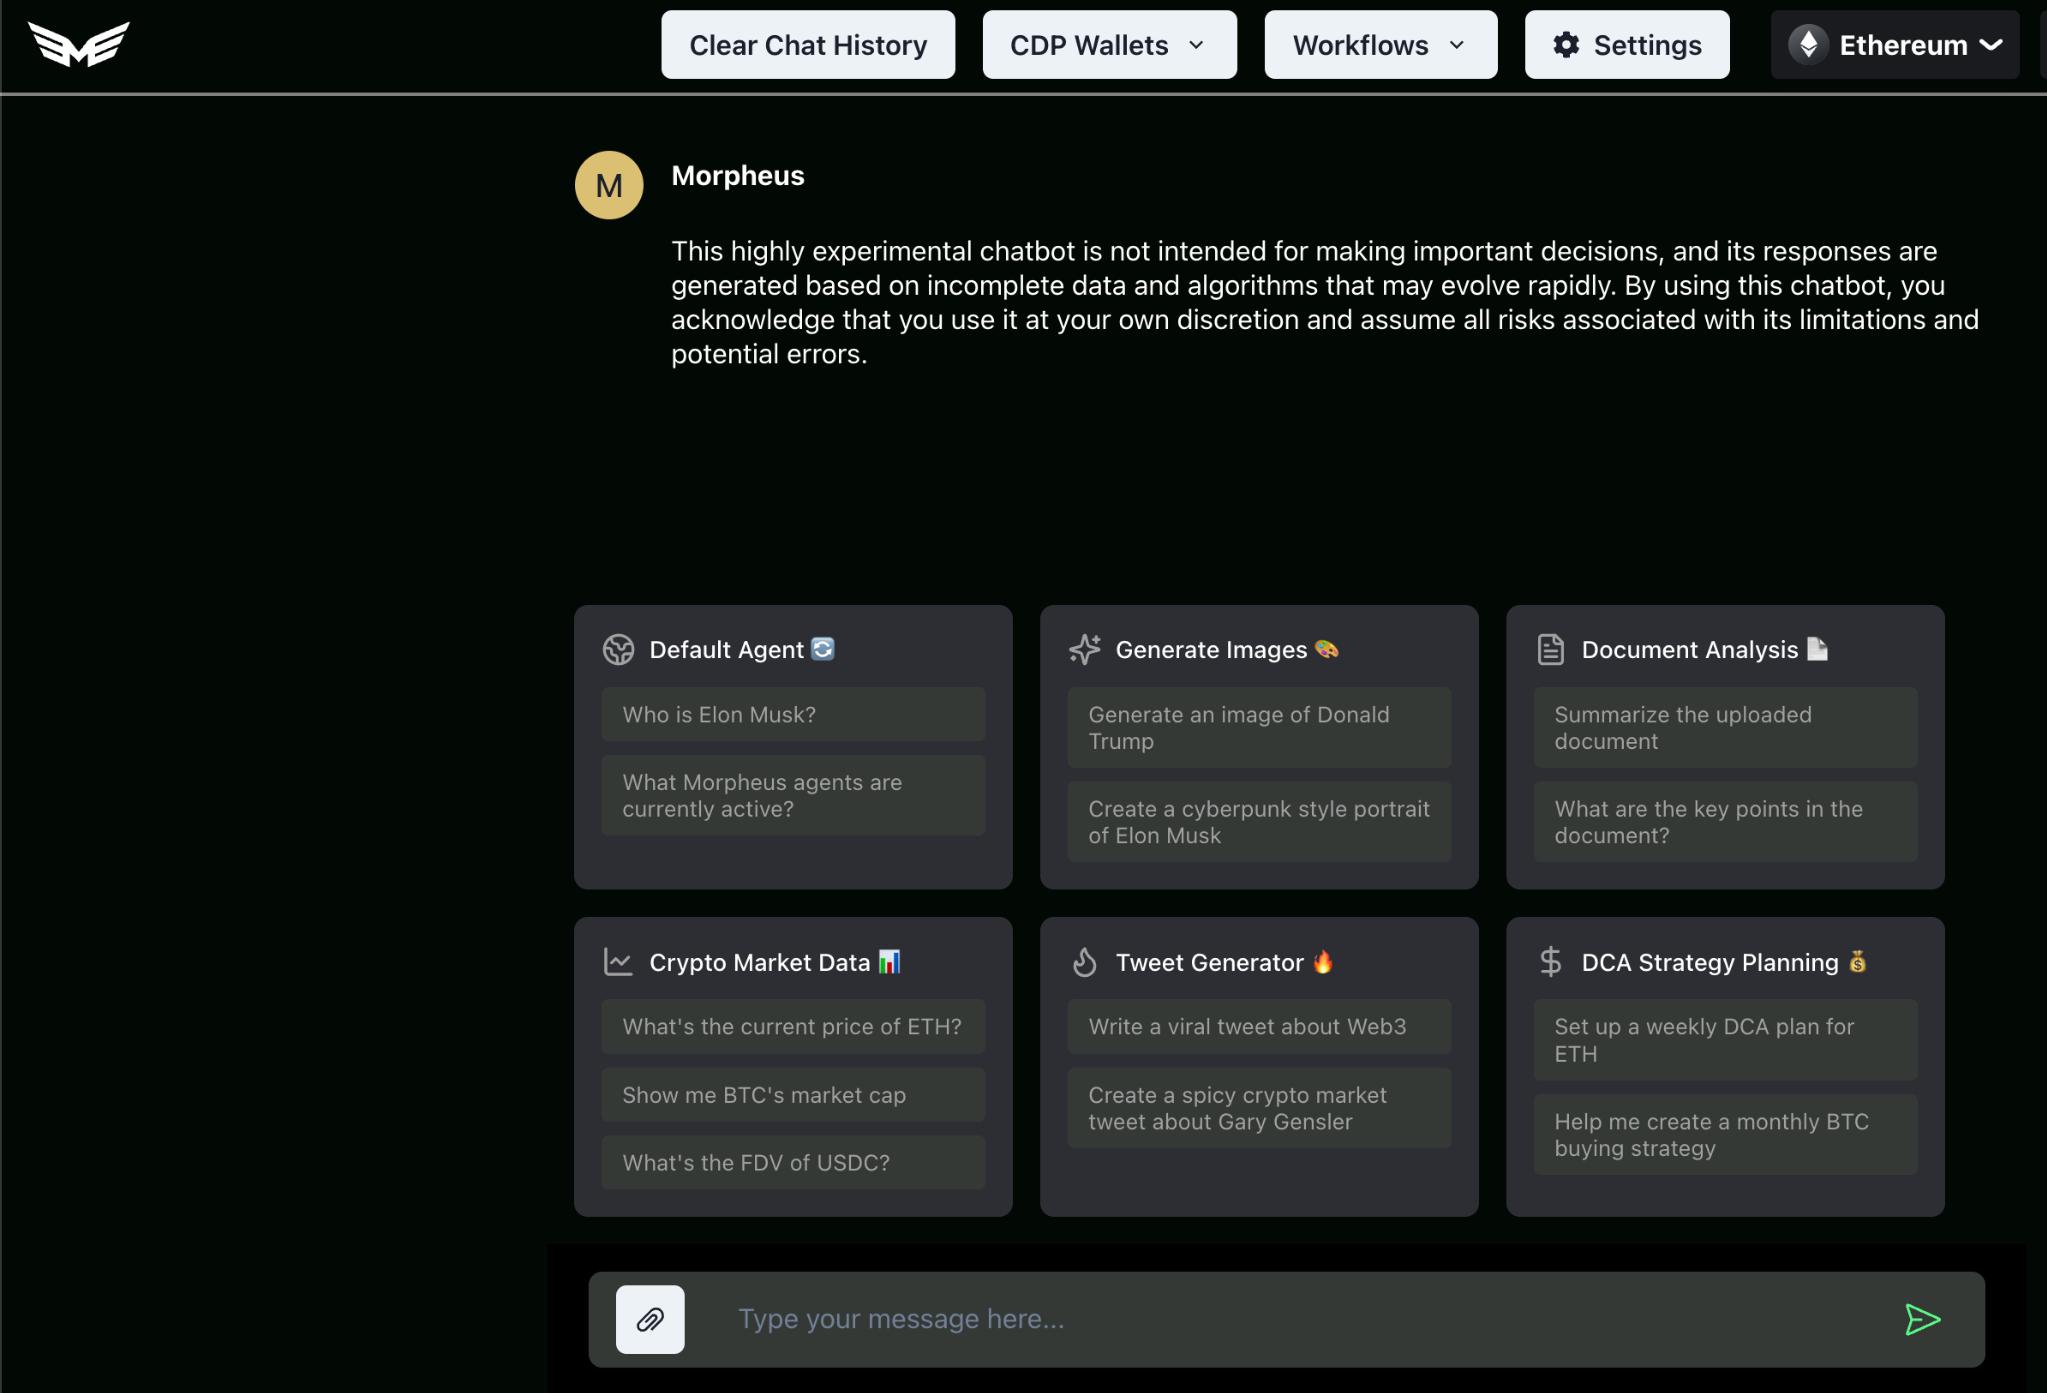 Clear Chat History
CDP Wallets
Workflows
Settings
Ethereum
M
Morpheus
This highly experimental chatbot is not intended for making important decisions, and its responses are
generated based on incomplete data and algorithms that may evolve rapidly. By using this chatbot, you
acknowledge that you use it at your own discretion and assume all risks associated with its limitations and
potential errors.
Default Agent 🔄
Who is Elon Musk?
What Morpheus agents are
currently active?
Generate Images 🎨
Generate an image of Donald
Trump
Create a cyberpunk style portrait
of Elon Musk
Document Analysis 📄
Summarize the uploaded
document
What are the key points in the
document?
Crypto Market Data 📊
What's the current price of ETH?
Show me BTC's market cap
What's the FDV of USDC?
Tweet Generator 🔥
Write a viral tweet about Web3
Create a spicy crypto market
tweet about Gary Gensler
DCA Strategy Planning 💰
Set up a weekly DCA plan for
ETH
Help me create a monthly BTC
buying strategy
Type your message here...